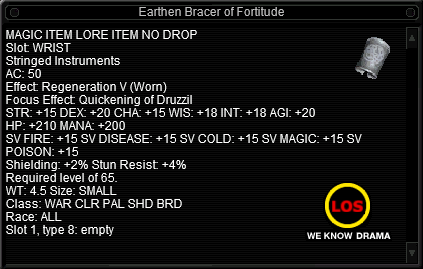 Earthen Bracer of Fortitude
MAGIC ITEM LORE ITEM NO DROP
Slot: WRIST
Stringed Instruments
AC: 50
Effect: Regeneration V (Worn)
Focus Effect: Quickening of Druzzil
STR: +15 DEX: +20 CHA: +15 WIS: +18 INT: +18 AGI: +20
HP: +210 MANA: +200
SV FIRE: +15 SV DISEASE: +15 SV COLD: +15 SV MAGIC: +15 SV
POISON: +15
Shielding: +2% Stun Resist: +4%
Required level of 65.
WT: 4.5 Size: SMALL
Class: WAR CLR PAL SHD BRD
Race: ALL
Slot 1, type 8: empty
LOS
WE KNOW DRAMA